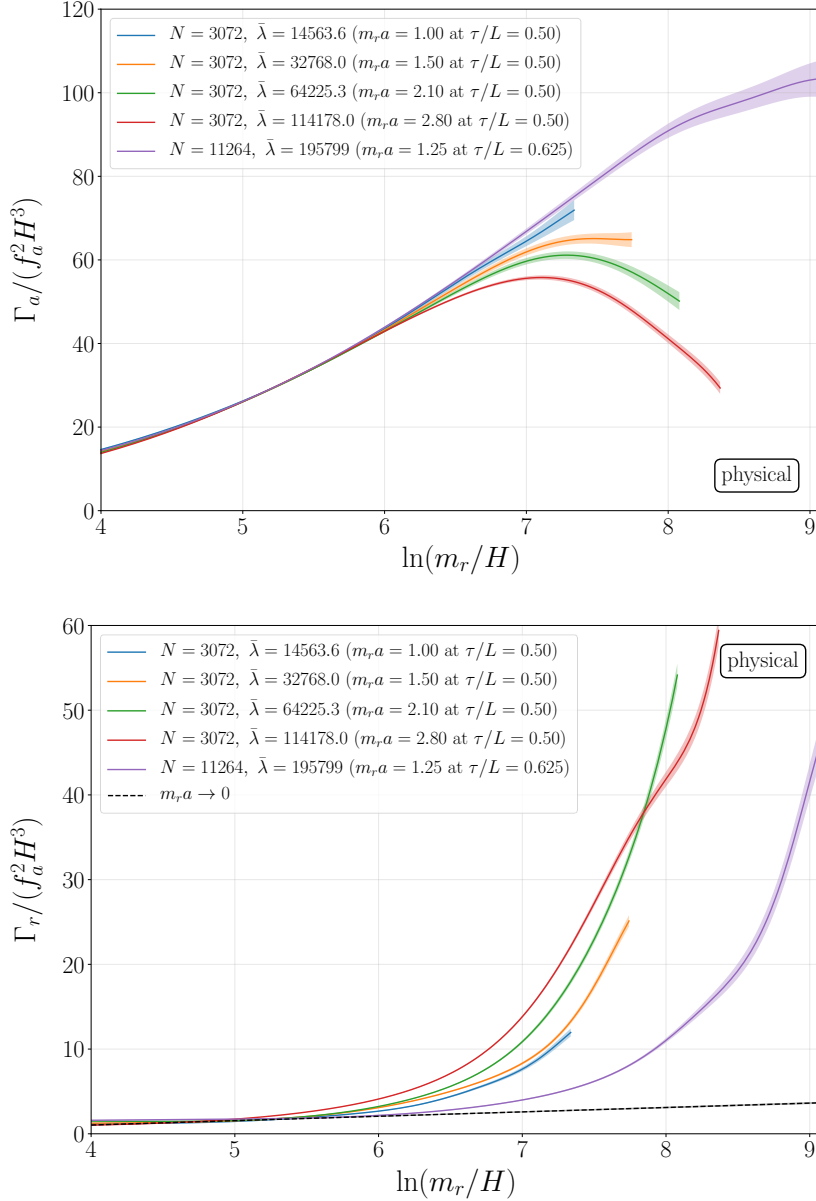 120
100
80
60
40
20
0
Γ_a/(f_a^2 H^3)
N = 3072, λ̄ = 14563.6 (m_r a = 1.00 at τ/L = 0.50)
N = 3072, λ̄ = 32768.0 (m_r a = 1.50 at τ/L = 0.50)
N = 3072, λ̄ = 64225.3 (m_r a = 2.10 at τ/L = 0.50)
N = 3072, λ̄ = 114178.0 (m_r a = 2.80 at τ/L = 0.50)
N = 11264, λ̄ = 195799 (m_r a = 1.25 at τ/L = 0.625)
physical
4 5 6 7 8 9
ln(m_r/H)
60
50
40
30
20
10
0
Γ_r/(f_a^2 H^3)
N = 3072, λ̄ = 14563.6 (m_r a = 1.00 at τ/L = 0.50)
N = 3072, λ̄ = 32768.0 (m_r a = 1.50 at τ/L = 0.50)
N = 3072, λ̄ = 64225.3 (m_r a = 2.10 at τ/L = 0.50)
N = 3072, λ̄ = 114178.0 (m_r a = 2.80 at τ/L = 0.50)
N = 11264, λ̄ = 195799 (m_r a = 1.25 at τ/L = 0.625)
m_r a → 0
physical
4 5 6 7 8 9
ln(m_r/H)